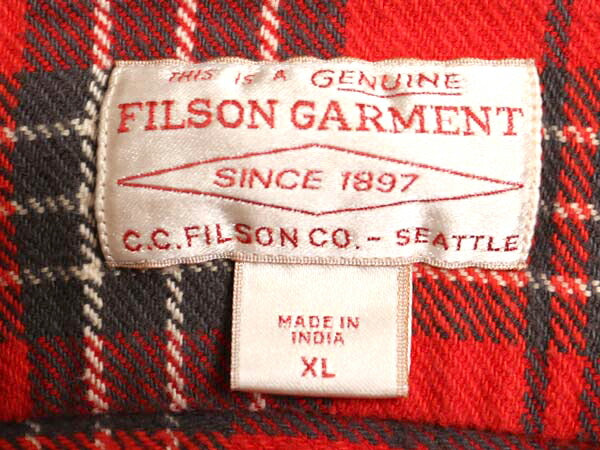 THIS IS A GENUINE
FILSON GARMENT
SINCE 1897
C.C. FILSON CO. - SEATTLE
MADE IN
INDIA
XL